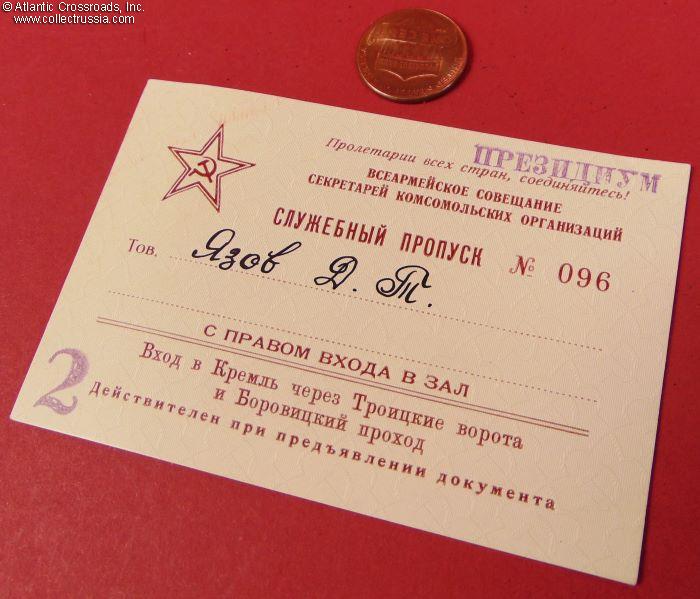 © Atlantic Crossroads, Inc.
www.collectrussia.com
ПРЕЗИДИУМ
Пролетарии всех стран, соединяйтесь!
ВСЕАРМЕЙСКОЕ СОВЕЩАНИЕ
СЕКРЕТАРЕЙ КОМСОМОЛЬСКИХ ОРГАНИЗАЦИЙ
СЛУЖЕБНЫЙ ПРОПУСК № 096
Тов. Язов Д. Т.
С ПРАВОМ ВХОДА В ЗАЛ
Вход в Кремль через Троицкие ворота
и Боровицкий проход
2
Действителен при предъявлении документа